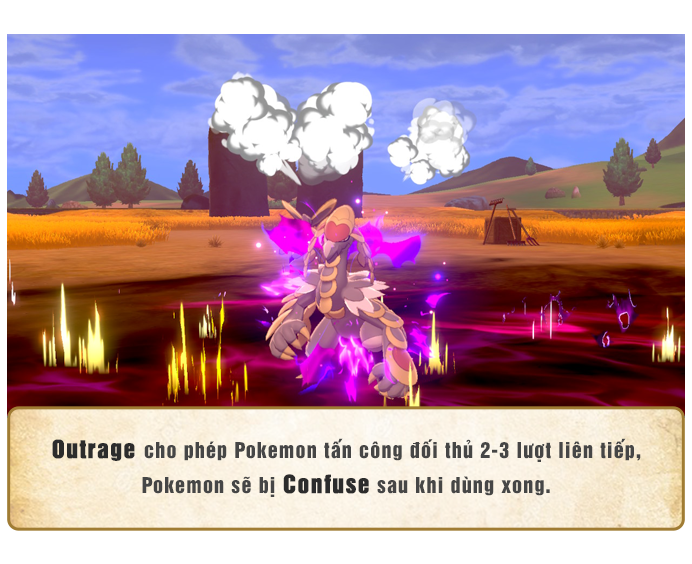 Outrage cho phép Pokemon tấn công đối thủ 2-3 lượt liên tiếp,
Pokemon sẽ bị Confuse sau khi dùng xong.